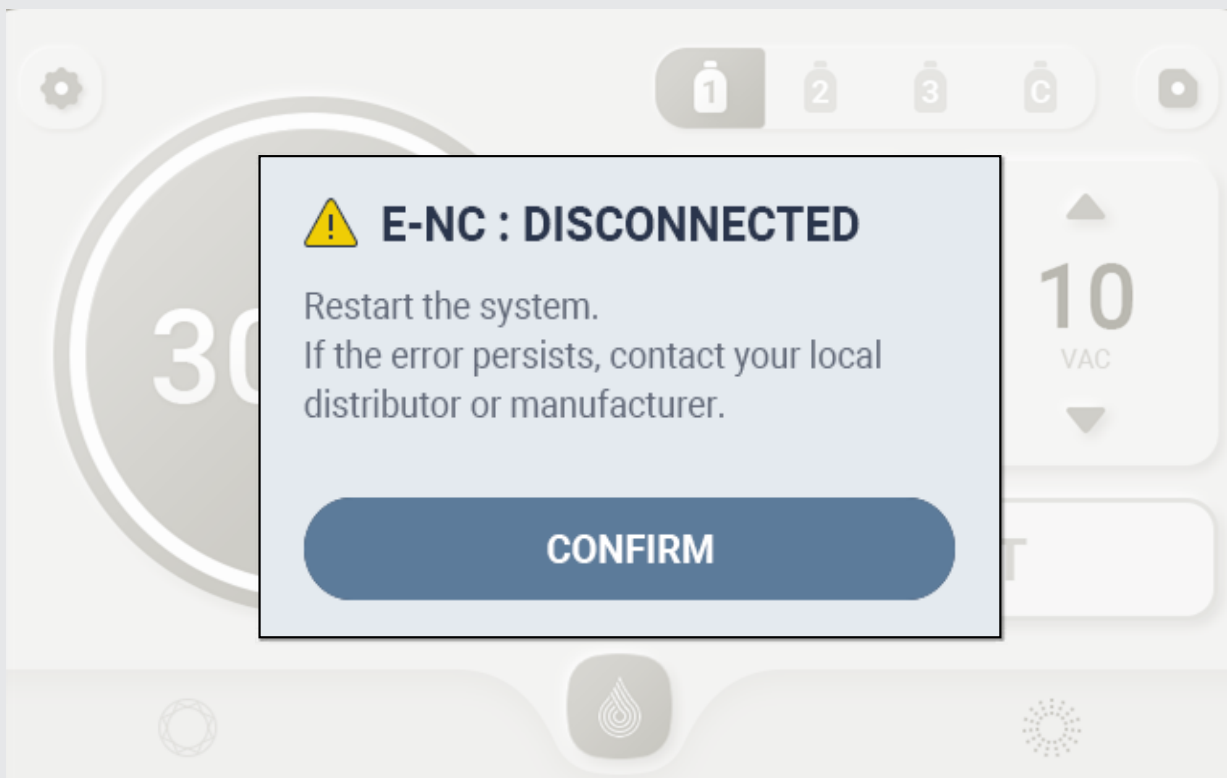 1 2 3 C
E-NC : DISCONNECTED
Restart the system.
If the error persists, contact your local
distributor or manufacturer.
CONFIRM
10
VAC